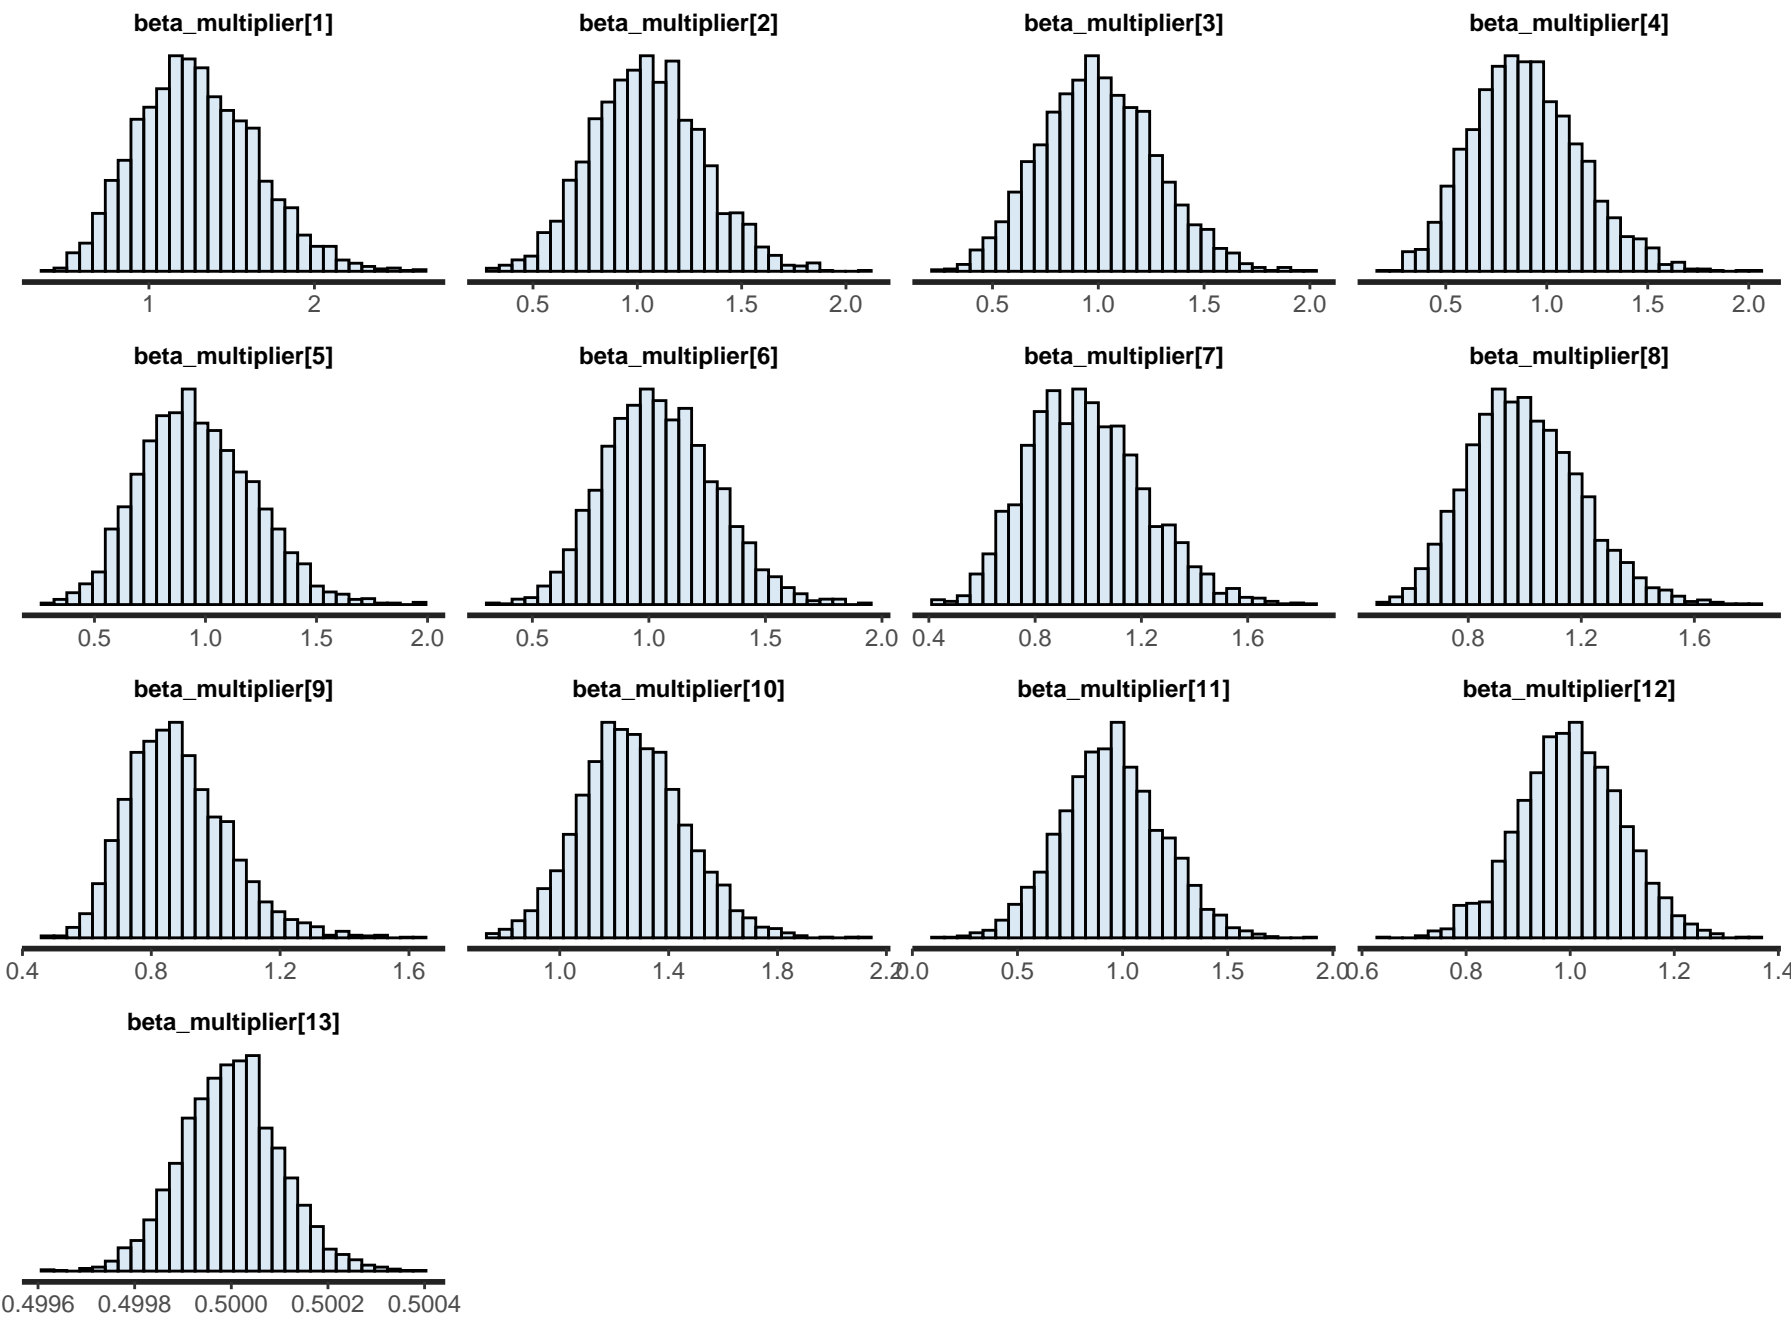 beta_multiplier[1] beta_multiplier[2] beta_multiplier[3] beta_multiplier[4]
1 2 0.5 1.0 1.5 2.0 0.5 1.0 1.5 2.0 0.5 1.0 1.5 2.0
beta_multiplier[5] beta_multiplier[6] beta_multiplier[7] beta_multiplier[8]
0.5 1.0 1.5 2.0 0.5 1.0 1.5 2.0 0.4 0.8 1.2 1.6 0.8 1.2 1.6
beta_multiplier[9] beta_multiplier[10] beta_multiplier[11] beta_multiplier[12]
0.4 0.8 1.2 1.6 1.0 1.4 1.8 2.2 0.0 0.5 1.0 1.5 2.0 0.6 0.8 1.0 1.2 1.4
beta_multiplier[13]
0.4996 0.4998 0.5000 0.5002 0.5004